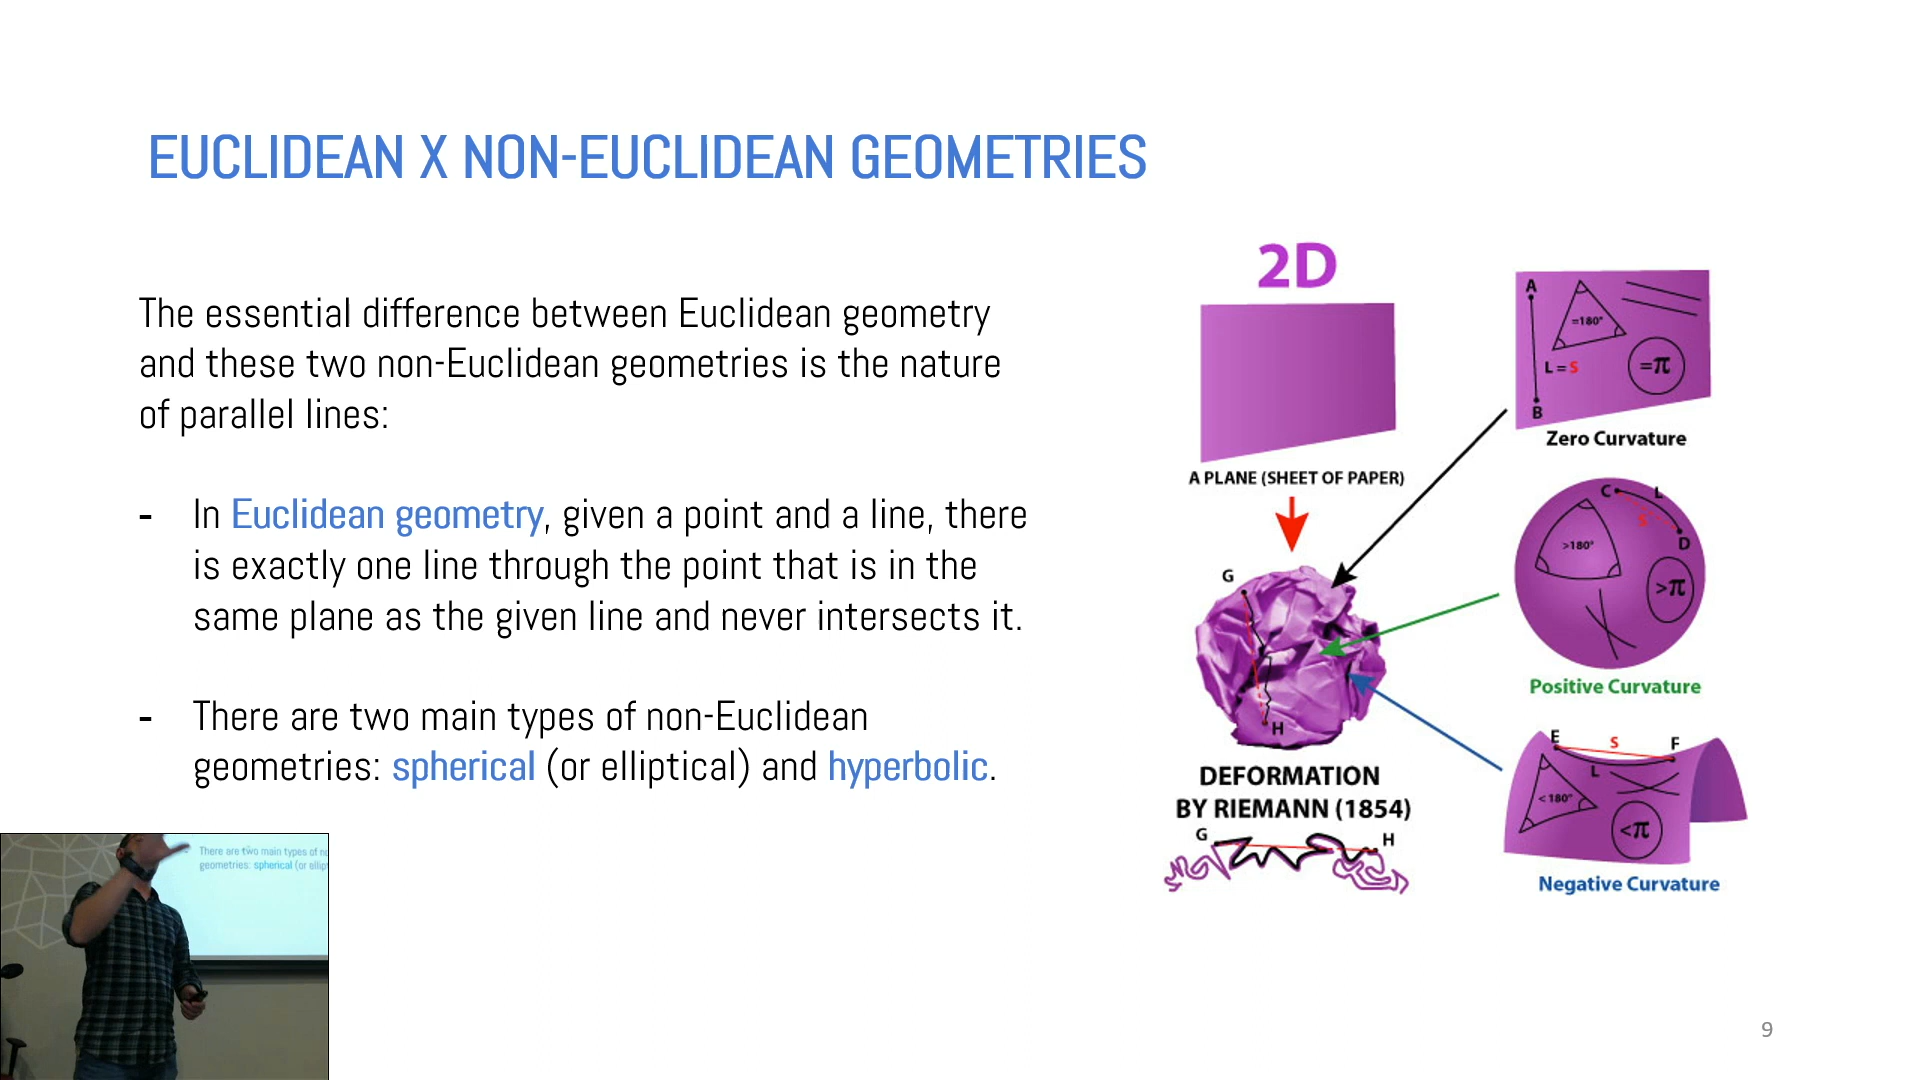 EUCLIDEAN X NON-EUCLIDEAN GEOMETRIES
The essential difference between Euclidean geometry
and these two non-Euclidean geometries is the nature
of parallel lines:
- In Euclidean geometry, given a point and a line, there
is exactly one line through the point that is in the
same plane as the given line and never intersects it.
- There are two main types of non-Euclidean
geometries: spherical (or elliptical) and hyperbolic.
2D
A PLANE (SHEET OF PAPER)
G
H
DEFORMATION
BY RIEMANN (1854)
G
H
A
=180°
L = S
=π
B
Zero Curvature
C
L
S
D
>180°
>π
Positive Curvature
E
S
F
L
<180°
<π
Negative Curvature
There are two main types of
geometries: spherical (or
9